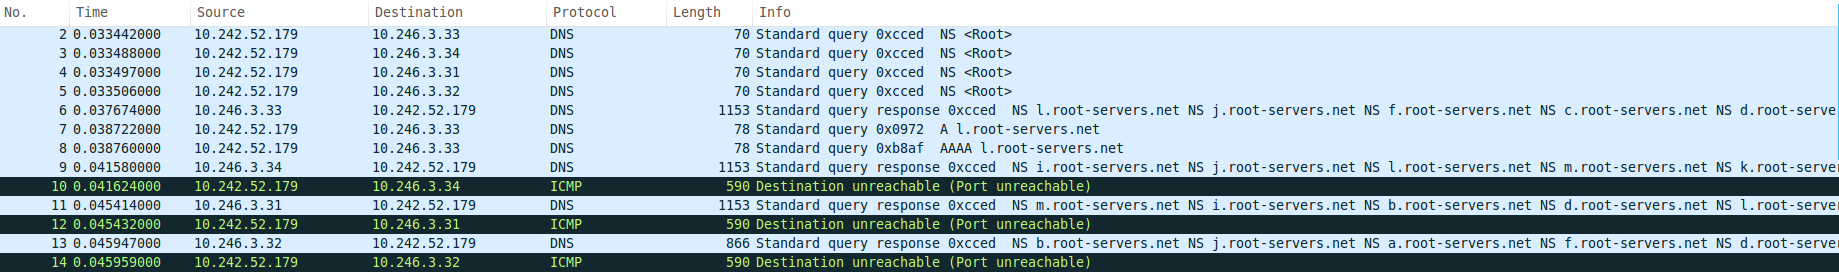 No. Time Source Destination Protocol Length Info
2 0.033442000 10.242.52.179 10.246.3.33 DNS 70 Standard query 0xcced NS <Root>
3 0.033488000 10.242.52.179 10.246.3.34 DNS 70 Standard query 0xcced NS <Root>
4 0.033497000 10.242.52.179 10.246.3.31 DNS 70 Standard query 0xcced NS <Root>
5 0.033506000 10.242.52.179 10.246.3.32 DNS 70 Standard query 0xcced NS <Root>
6 0.037674000 10.246.3.33 10.242.52.179 DNS 1153 Standard query response 0xcced NS l.root-servers.net NS j.root-servers.net NS f.root-servers.net NS c.root-servers.net NS d.root-serve
7 0.038722000 10.242.52.179 10.246.3.33 DNS 78 Standard query 0x0972 A l.root-servers.net
8 0.038760000 10.242.52.179 10.246.3.33 DNS 78 Standard query 0xb8af AAAA l.root-servers.net
9 0.041580000 10.246.3.34 10.242.52.179 DNS 1153 Standard query response 0xcced NS i.root-servers.net NS j.root-servers.net NS l.root-servers.net NS m.root-servers.net NS k.root-server
10 0.041624000 10.242.52.179 10.246.3.34 ICMP 590 Destination unreachable (Port unreachable)
11 0.045414000 10.246.3.31 10.242.52.179 DNS 1153 Standard query response 0xcced NS m.root-servers.net NS i.root-servers.net NS b.root-servers.net NS d.root-servers.net NS l.root-server
12 0.045432000 10.242.52.179 10.246.3.31 ICMP 590 Destination unreachable (Port unreachable)
13 0.045947000 10.246.3.32 10.242.52.179 DNS 866 Standard query response 0xcced NS b.root-servers.net NS j.root-servers.net NS a.root-servers.net NS f.root-servers.net NS d.root-server
14 0.045959000 10.242.52.179 10.246.3.32 ICMP 590 Destination unreachable (Port unreachable)